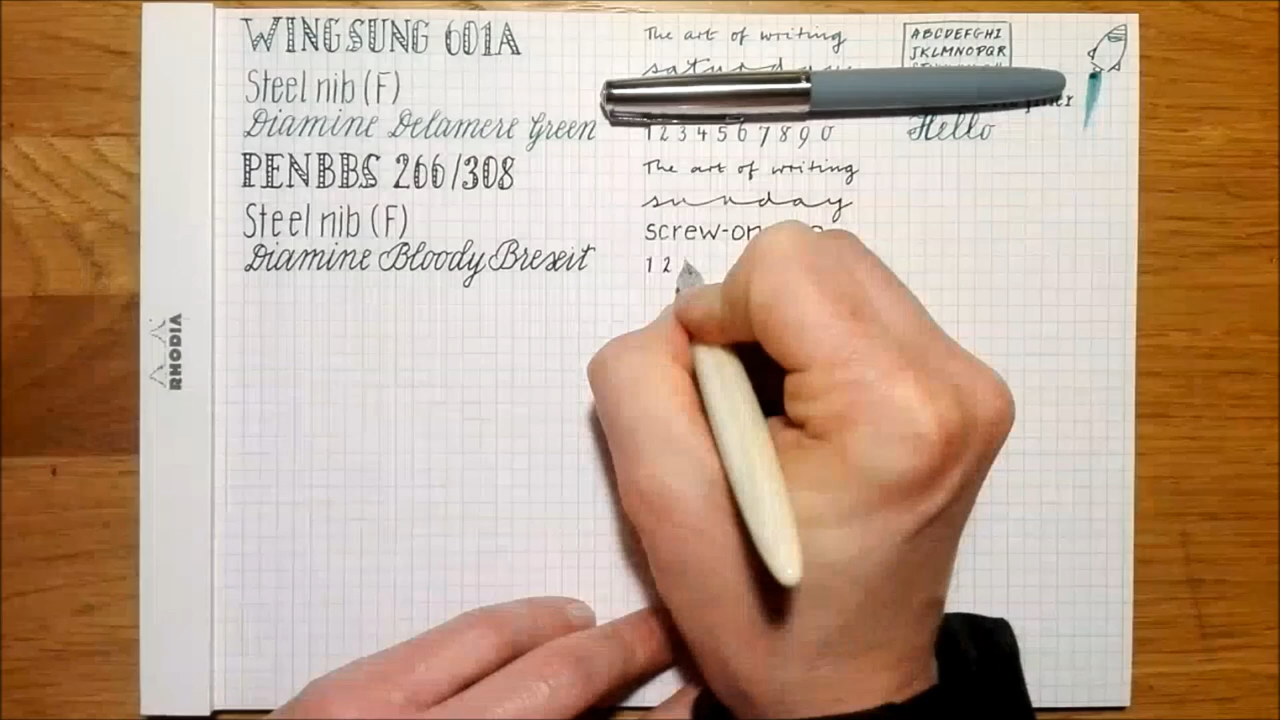 WINGSUNG 601A
Steel nib (F)
Diamine Delamere Green
PENBBS 266/308
Steel nib (F)
Diamine Bloody Brexit
The art of writing
1 2 3 4 5 6 7 8 9 0
The art of writing
sunday
screw-on
1 2
ABCDEFGHI
JKLMNOPQR
Hello
RHODIA